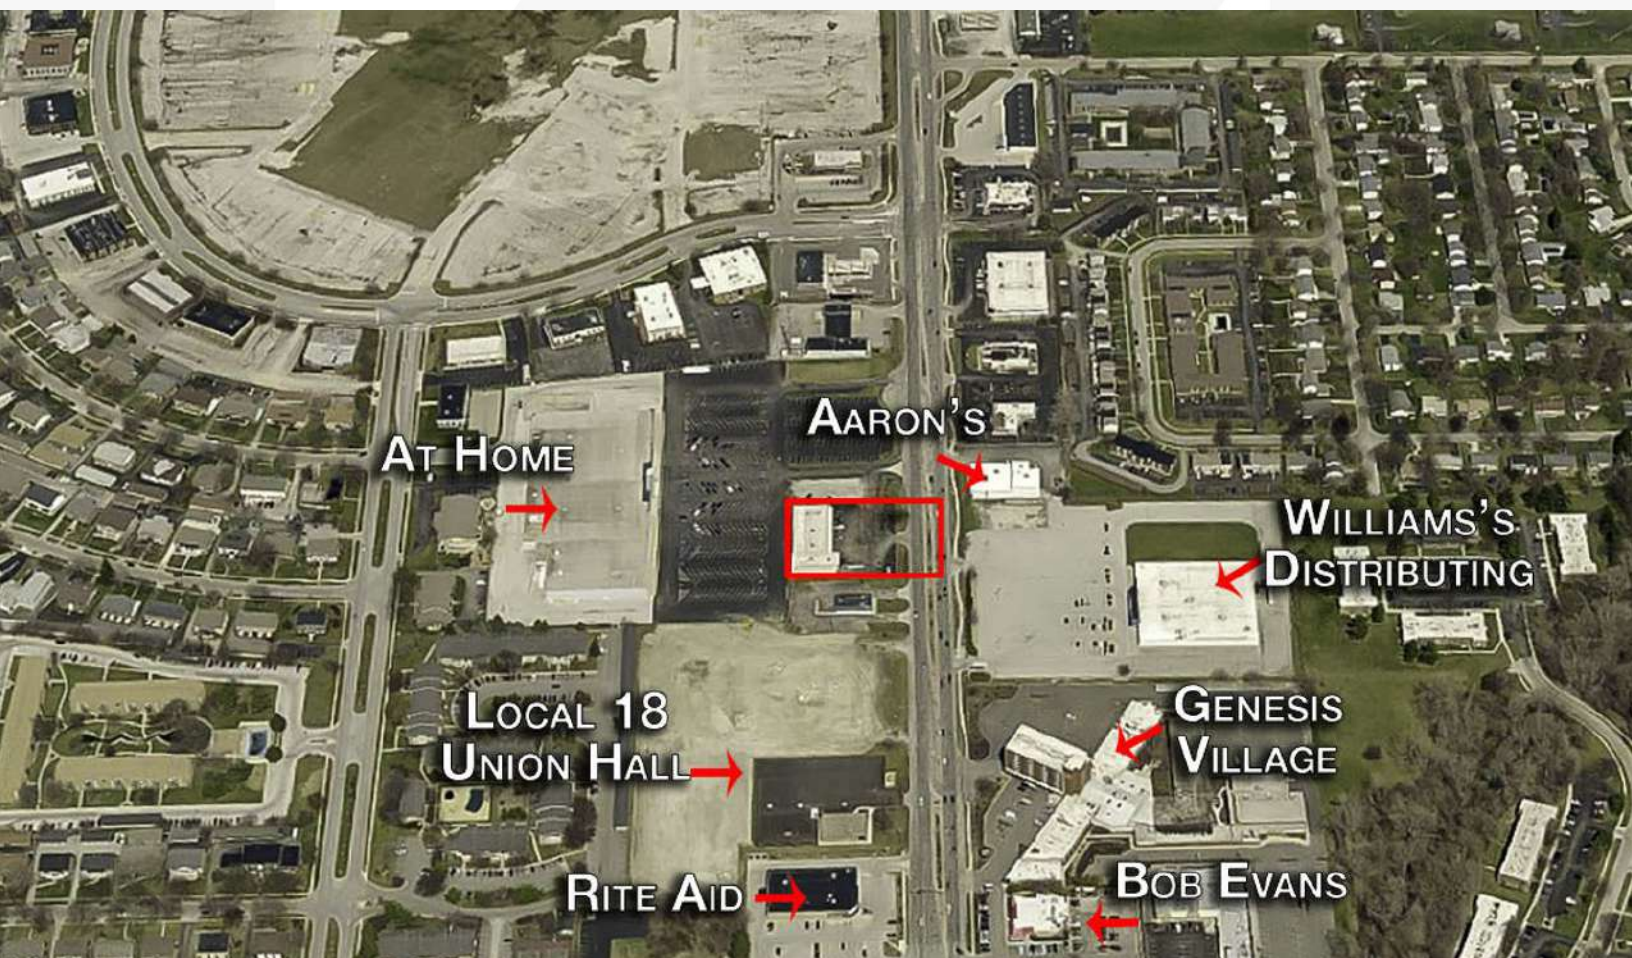 Aaron's
At Home
Williams's
Distributing
Local 18
Union Hall
Genesis
Village
Rite Aid
Bob Evans